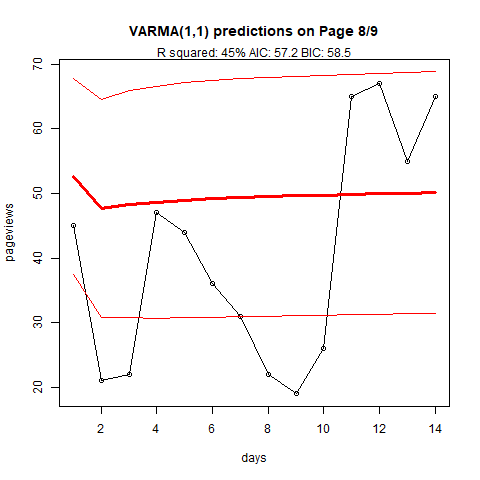 VARMA(1,1) predictions on Page 8/9
R squared: 45% AIC: 57.2 BIC: 58.5
70
60
50
40
30
20
pageviews
2 4 6 8 10 12 14
days